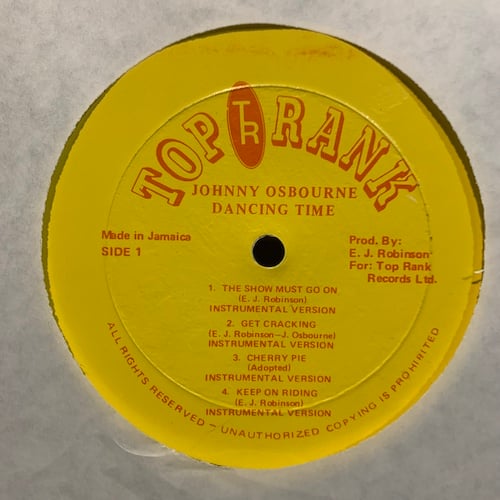 TOP TR RANK
JOHNNY OSBOURNE
DANCING TIME
Made in Jamaica
SIDE 1
Prod. By:
E. J. Robinson
For: Top Rank
Records Ltd.
1. THE SHOW MUST GO ON
(E. J. Robinson)
INSTRUMENTAL VERSION
2. GET CRACKING
(E. J. Robinson—J. Osbourne)
INSTRUMENTAL VERSION
3. CHERRY PIE
(Adopted)
INSTRUMENTAL VERSION
4. KEEP ON RIDING
(E. J. Robinson)
INSTRUMENTAL VERSION
ALL RIGHTS RESERVED — UNAUTHORIZED COPYING IS PROHIBITED